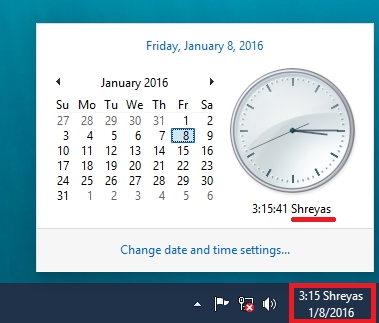 Friday, January 8, 2016
January 2016
Su Mo Tu We Th Fr Sa
27 28 29 30 31 1 2
3 4 5 6 7 8 9
10 11 12 13 14 15 16
17 18 19 20 21 22 23
24 25 26 27 28 29 30
31 1 2 3 4 5 6
3:15:41 Shreyas
Change date and time settings...
3:15 Shreyas
1/8/2016